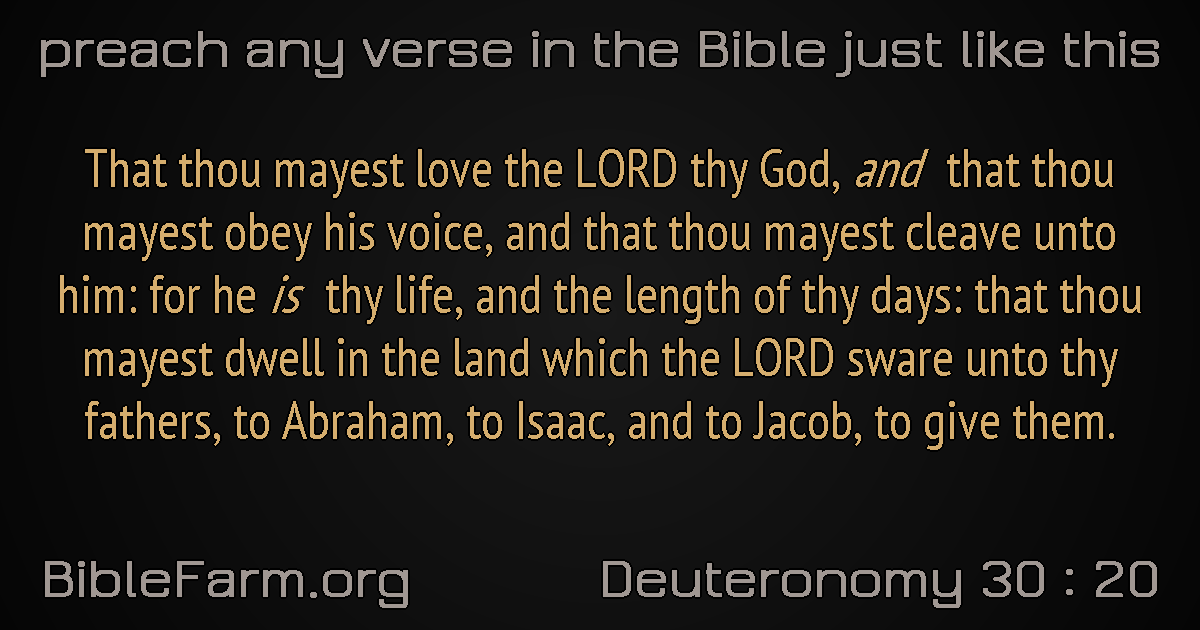 preach any verse in the Bible just like this
That thou mayest love the LORD thy God, and that thou
mayest obey his voice, and that thou mayest cleave unto
him: for he is thy life, and the length of thy days: that thou
mayest dwell in the land which the LORD sware unto thy
fathers, to Abraham, to Isaac, and to Jacob, to give them.
BibleFarm.org
Deuteronomy 30 : 20